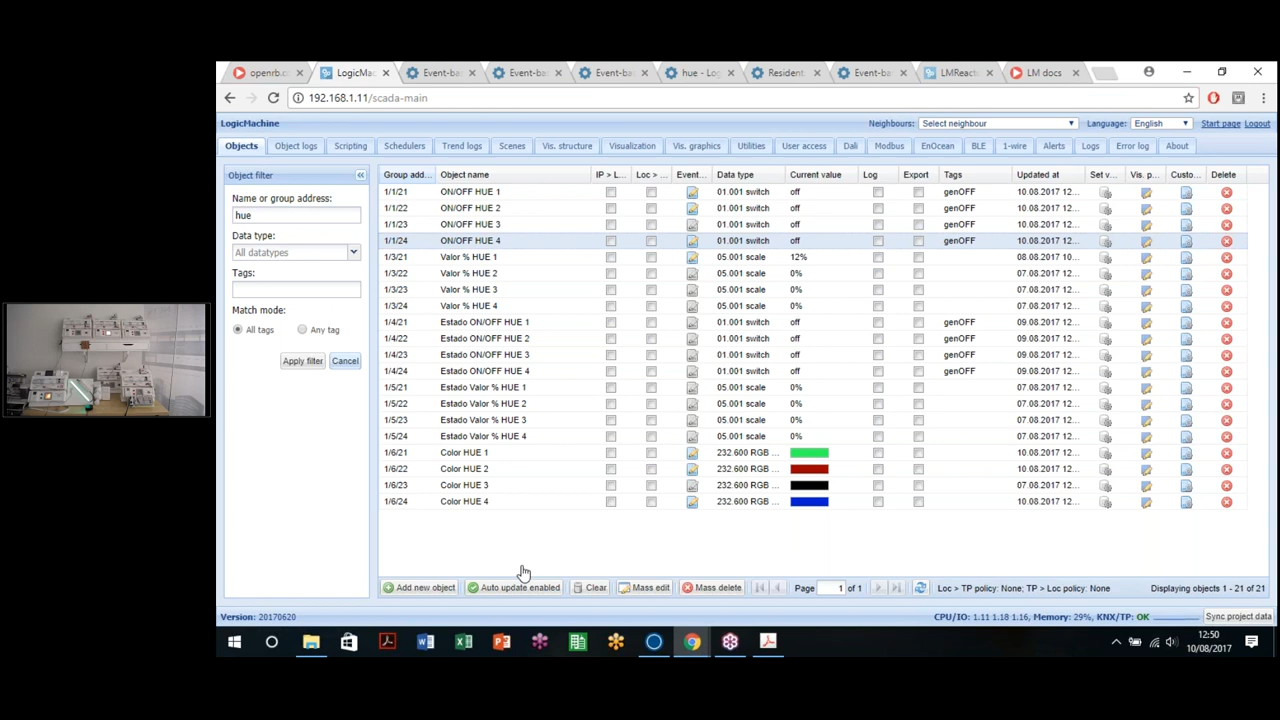 openrb.o
LogicMac
Event-ba
Event-ba
Event-ba
hue - Log
Resident
Event-ba
LMReact
LM docs
192.168.1.11/scada-main
LogicMachine
Neighbours: Select neighbour Language: English Start page Logout
Objects Object logs Scripting Schedulers Trend logs Scenes Vis. structure Visualization Vis. graphics Utilities User access Dali Modbus EnOcean BLE 1-wire Alerts Logs Error log About
Object filter
Name or group address:
hue
Data type:
All datatypes
Tags:
Match mode:
All tags Any tag
Apply filter Cancel
Group add... Object name IP > L... Loc > ... Event... Data type Current value Log Export Tags Updated at Set v... Vis. p... Custo... Delete
1/1/21 ON/OFF HUE 1 01.001 switch off genOFF 10.08.2017 12...
1/1/22 ON/OFF HUE 2 01.001 switch off genOFF 10.08.2017 12...
1/1/23 ON/OFF HUE 3 01.001 switch off genOFF 10.08.2017 12...
1/1/24 ON/OFF HUE 4 01.001 switch off genOFF 10.08.2017 12...
1/3/21 Valor % HUE 1 05.001 scale 12% 08.08.2017 10...
1/3/22 Valor % HUE 2 05.001 scale 0% 07.08.2017 12...
1/3/23 Valor % HUE 3 05.001 scale 0% 07.08.2017 12...
1/3/24 Valor % HUE 4 05.001 scale 0% 07.08.2017 12...
1/4/21 Estado ON/OFF HUE 1 01.001 switch off genOFF 09.08.2017 12...
1/4/22 Estado ON/OFF HUE 2 01.001 switch off genOFF 09.08.2017 12...
1/4/23 Estado ON/OFF HUE 3 01.001 switch off genOFF 09.08.2017 12...
1/4/24 Estado ON/OFF HUE 4 01.001 switch off genOFF 09.08.2017 12...
1/5/21 Estado Valor % HUE 1 05.001 scale 0% 07.08.2017 12...
1/5/22 Estado Valor % HUE 2 05.001 scale 0% 07.08.2017 12...
1/5/23 Estado Valor % HUE 3 05.001 scale 0% 07.08.2017 12...
1/5/24 Estado Valor % HUE 4 05.001 scale 0% 07.08.2017 12...
1/6/21 Color HUE 1 232.600 RGB ... 10.08.2017 12...
1/6/22 Color HUE 2 232.600 RGB ... 10.08.2017 12...
1/6/23 Color HUE 3 232.600 RGB ... 07.08.2017 12...
1/6/24 Color HUE 4 232.600 RGB ... 10.08.2017 12...
Add new object Auto update enabled Clear Mass edit Mass delete Page 1 of 1 Loc > TP policy: None; TP > Loc policy: None Displaying objects 1 - 21 of 21
Version: 20170620 CPU/IO: 1.11 1.18 1.16, Memory: 29%, KNX/TP: OK Sync project data
12:50
10/08/2017